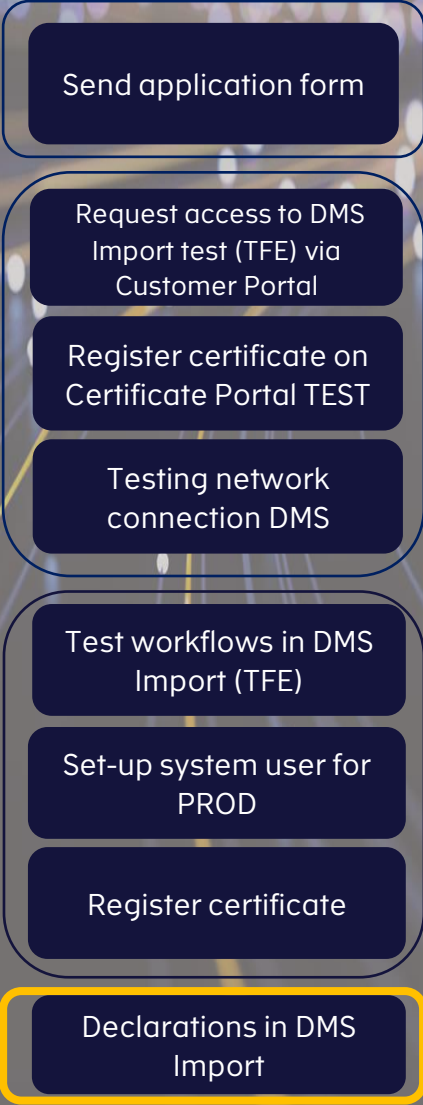 Send application form
Request access to DMS
Import test (TFE) via
Customer Portal
Register certificate on
Certificate Portal TEST
Testing network
connection DMS
Test workflows in DMS
Import (TFE)
Set-up system user for
PROD
Register certificate
Declarations in DMS
Import